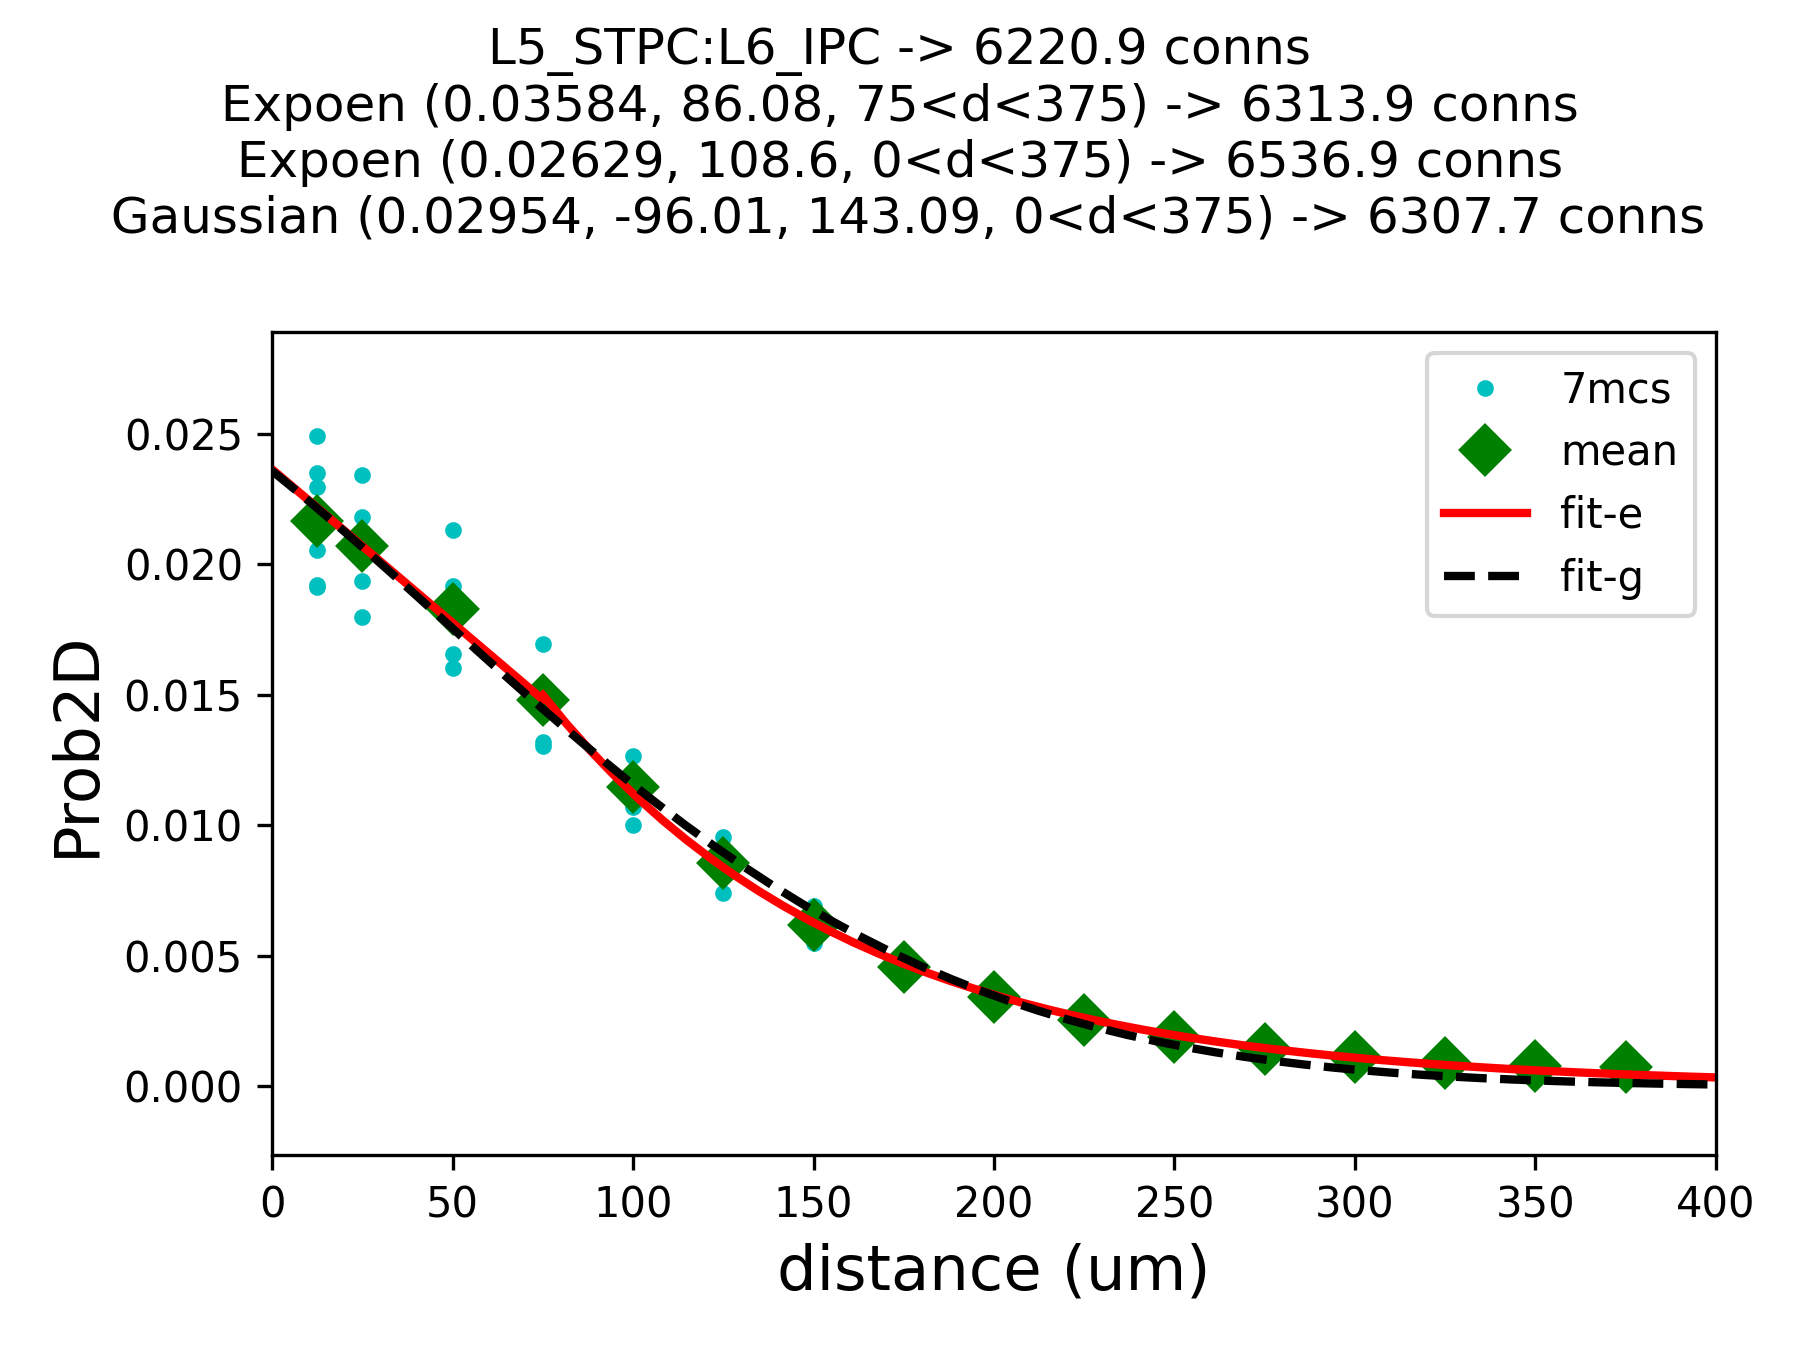 L5_STPC:L6_IPC -> 6220.9 conns
Expoen (0.03584, 86.08, 75<d<375) -> 6313.9 conns
Expoen (0.02629, 108.6, 0<d<375) -> 6536.9 conns
Gaussian (0.02954, -96.01, 143.09, 0<d<375) -> 6307.7 conns
7mcs
mean
fit-e
fit-g
0.025
0.020
0.015
0.010
0.005
0.000
Prob2D
0 50 100 150 200 250 300 350 400
distance (um)